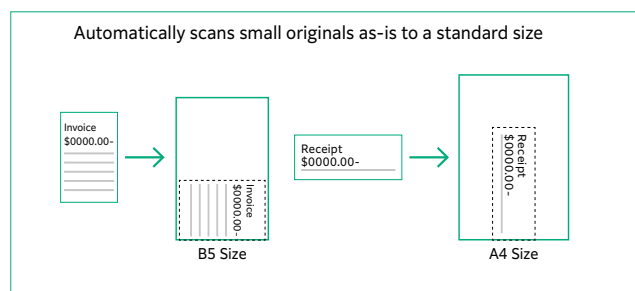 Automatically scans small originals as-is to a standard size
Invoice
$0000.00-
Invoice
$0000.00-
B5 Size
Receipt
$0000.00-
Receipt
$0000.00-
A4 Size